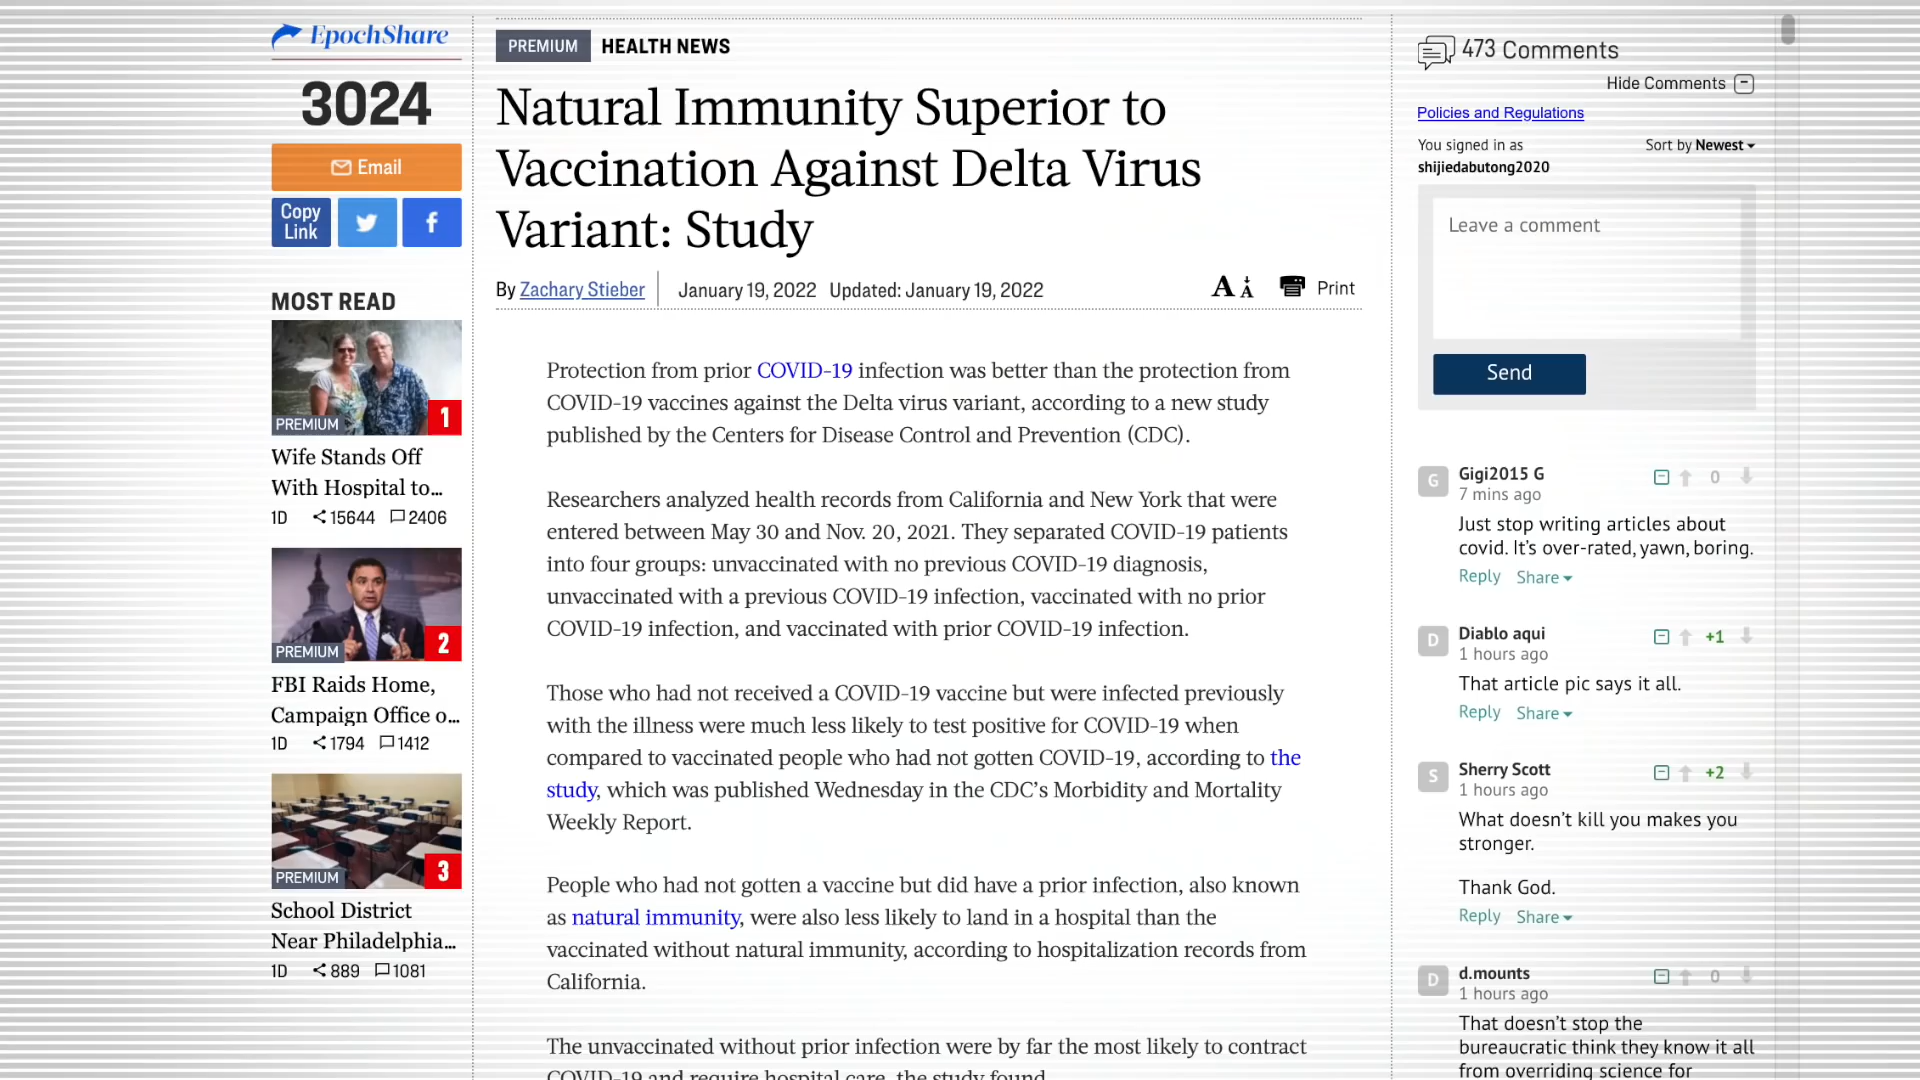 EpochShare
3024
Email
Copy
Link
f
MOST READ
PREMIUM
1
Wife Stands Off
With Hospital to...
1D 15644 2406
PREMIUM
2
FBI Raids Home,
Campaign Office o...
1D 1794 1412
PREMIUM
3
School District
Near Philadelphia...
1D 889 1081
PREMIUM HEALTH NEWS
Natural Immunity Superior to
Vaccination Against Delta Virus
Variant: Study
By Zachary Stieber January 19, 2022 Updated: January 19, 2022 A A Print
Protection from prior COVID-19 infection was better than the protection from
COVID-19 vaccines against the Delta virus variant, according to a new study
published by the Centers for Disease Control and Prevention (CDC).
Researchers analyzed health records from California and New York that were
entered between May 30 and Nov. 20, 2021. They separated COVID-19 patients
into four groups: unvaccinated with no previous COVID-19 diagnosis,
unvaccinated with a previous COVID-19 infection, vaccinated with no prior
COVID-19 infection, and vaccinated with prior COVID-19 infection.
Those who had not received a COVID-19 vaccine but were infected previously
with the illness were much less likely to test positive for COVID-19 when
compared to vaccinated people who had not gotten COVID-19, according to the
study, which was published Wednesday in the CDC's Morbidity and Mortality
Weekly Report.
People who had not gotten a vaccine but did have a prior infection, also known
as natural immunity, were also less likely to land in a hospital than the
vaccinated without natural immunity, according to hospitalization records from
California.
The unvaccinated without prior infection were by far the most likely to contract
COVID-19 and require hospital care, the study found.
473 Comments
Hide Comments
Policies and Regulations
You signed in as Sort by Newest
shijiedabutong2020
Leave a comment
Send
G Gigi2015 G 0
7 mins ago
Just stop writing articles about
covid. It's over-rated, yawn, boring.
Reply Share
D Diablo aqui +1
1 hours ago
That article pic says it all.
Reply Share
S Sherry Scott +2
1 hours ago
What doesn't kill you makes you
stronger.
Thank God.
Reply Share
D d.mounts 0
1 hours ago
That doesn't stop the
bureaucratic think they know it all
from overriding science for